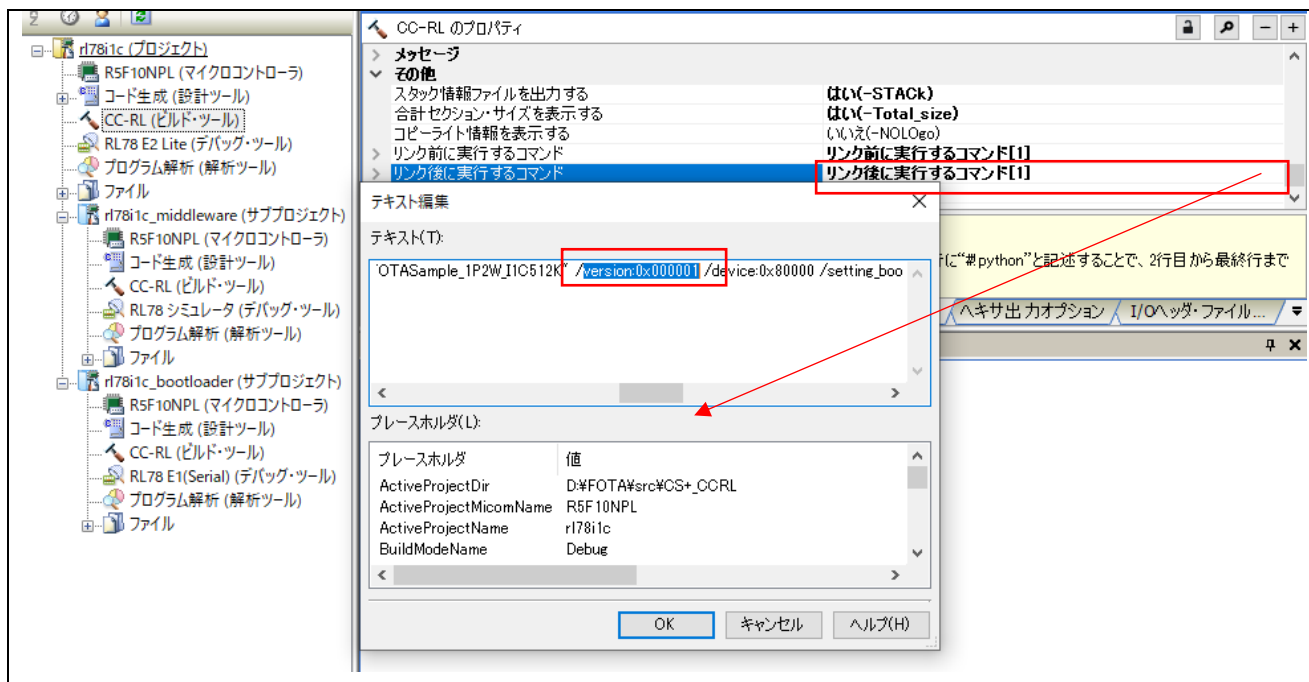 rl78i1c (プロジェクト)
R5F10NPL (マイクロコントローラ)
コード生成 (設計ツール)
CC-RL (ビルド・ツール)
RL78 E2 Lite (デバッグ・ツール)
プログラム解析 (解析ツール)
ファイル
rl78i1c_middleware (サブプロジェクト)
R5F10NPL (マイクロコントローラ)
コード生成 (設計ツール)
CC-RL (ビルド・ツール)
RL78 シミュレータ (デバッグ・ツール)
プログラム解析 (解析ツール)
ファイル
rl78i1c_bootloader (サブプロジェクト)
R5F10NPL (マイクロコントローラ)
コード生成 (設計ツール)
CC-RL (ビルド・ツール)
RL78 E1(Serial) (デバッグ・ツール)
プログラム解析 (解析ツール)
ファイル
CC-RL のプロパティ
メッセージ
その他
スタック情報ファイルを出力する はい(-STACk)
合計セクション・サイズを表示する はい(-Total_size)
コピーライト情報を表示する いいえ(-NOLOgo)
リンク前に実行するコマンド リンク前に実行するコマンド[1]
リンク後に実行するコマンド リンク後に実行するコマンド[1]
テキスト編集
テキスト(T):
OTASample_1P2W_I1C512K" /version:0x000001 /device:0x80000 /setting_boo
プレースホルダ(L):
プレースホルダ 値
ActiveProjectDir D:¥FOTA¥src¥CS+_CCRL
ActiveProjectMicomName R5F10NPL
ActiveProjectName rl78i1c
BuildModeName Debug
OK キャンセル ヘルプ(H)
に"#!python"と記述することで、2行目から最終行まで
ヘキサ出力オプション I/Oヘッダ・ファイル...